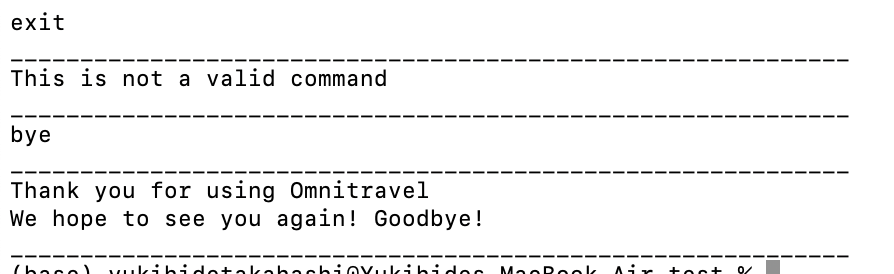 exit
____________________________________________________________
This is not a valid command
____________________________________________________________
bye
____________________________________________________________
Thank you for using Omnitravel
We hope to see you again! Goodbye!
____________________________________________________________
(base) yukihidetakahashi@Yukihides-MacBook-Air test %